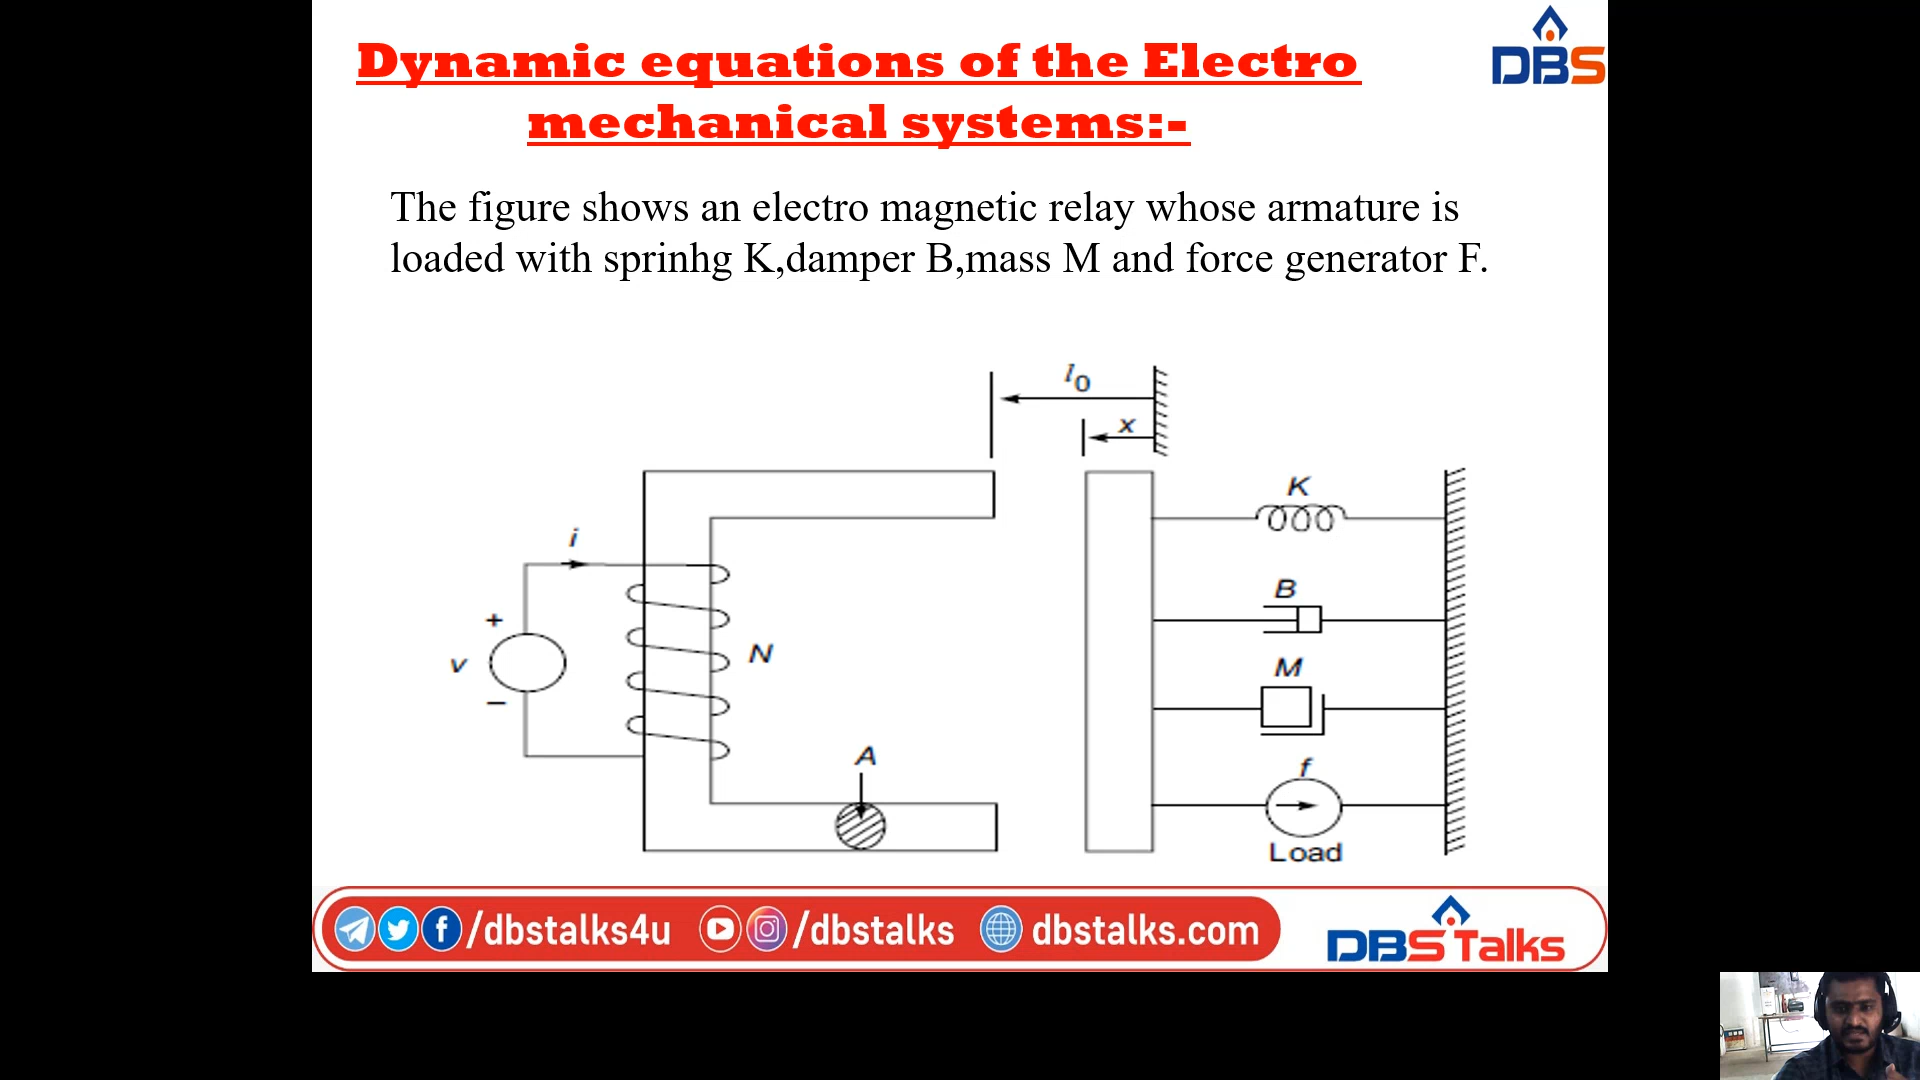 Dynamic equations of the Electro
mechanical systems:-
DBS
The figure shows an electro magnetic relay whose armature is
loaded with sprinhg K,damper B,mass M and force generator F.
l0
x
K
i
B
+
v
N
M
−
A
f
Load
/dbstalks4u /dbstalks dbstalks.com
DBS Talks